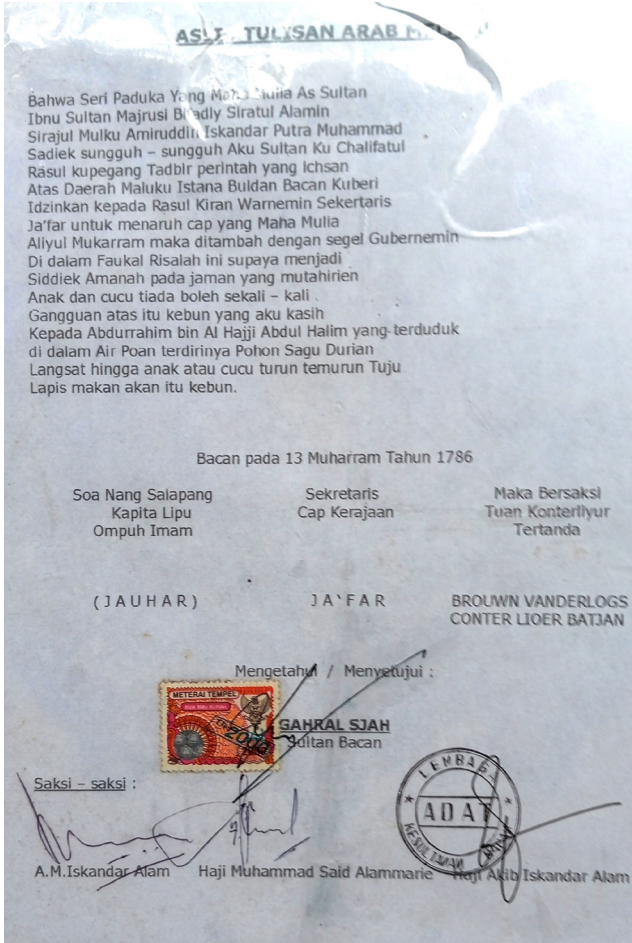 ASLI . TULISAN ARAB
Bahwa Seri Paduka Yang Maha Mulia As Sultan
Ibnu Sultan Majrusi Biladly Siratul Alamin
Sirajul Mulku Amiruddin Iskandar Putra Muhammad
Sadiek sungguh – sungguh Aku Sultan Ku Chalifatul
Rasul kupegang Tadbir perintah yang Ichsan
Atas Daerah Maluku Istana Buldan Bacan Kuberi
Idzinkan kepada Rasul Kiran Warnemin Sekertaris
Ja'far untuk menaruh cap yang Maha Mulia
Aliyul Mukarram maka ditambah dengan segel Gubernemin
Di dalam Faukal Risalah ini supaya menjadi
Siddiek Amanah pada jaman yang mutahirien
Anak dan cucu tiada boleh sekali – kali
Gangguan atas itu kebun yang aku kasih
Kepada Abdurrahim bin Al Hajji Abdul Halim yang terduduk
di dalam Air Poan terdirinya Pohon Sagu Durian
Langsat hingga anak atau cucu turun temurun Tuju
Lapis makan akan itu kebun.
Bacan pada 13 Muharram Tahun 1786
Soa Nang Salapang
Kapita Lipu
Ompuh Imam
Sekretaris
Cap Kerajaan
Maka Bersaksi
Tuan Konterliyur
Tertanda
( J A U H A R )
J A ' F A R
BROUWN VANDERLOGS
CONTER LIOER BATJAN
Mengetahui / Menyetujui :
METERAI TEMPEL
2000
GAHRAL SJAH
Sultan Bacan
LEMBAGA
ADAT
KESULTANAN
Saksi – saksi :
A.M.Iskandar Alam
Haji Muhammad Said Alammarie
Haji Akib Iskandar Alam